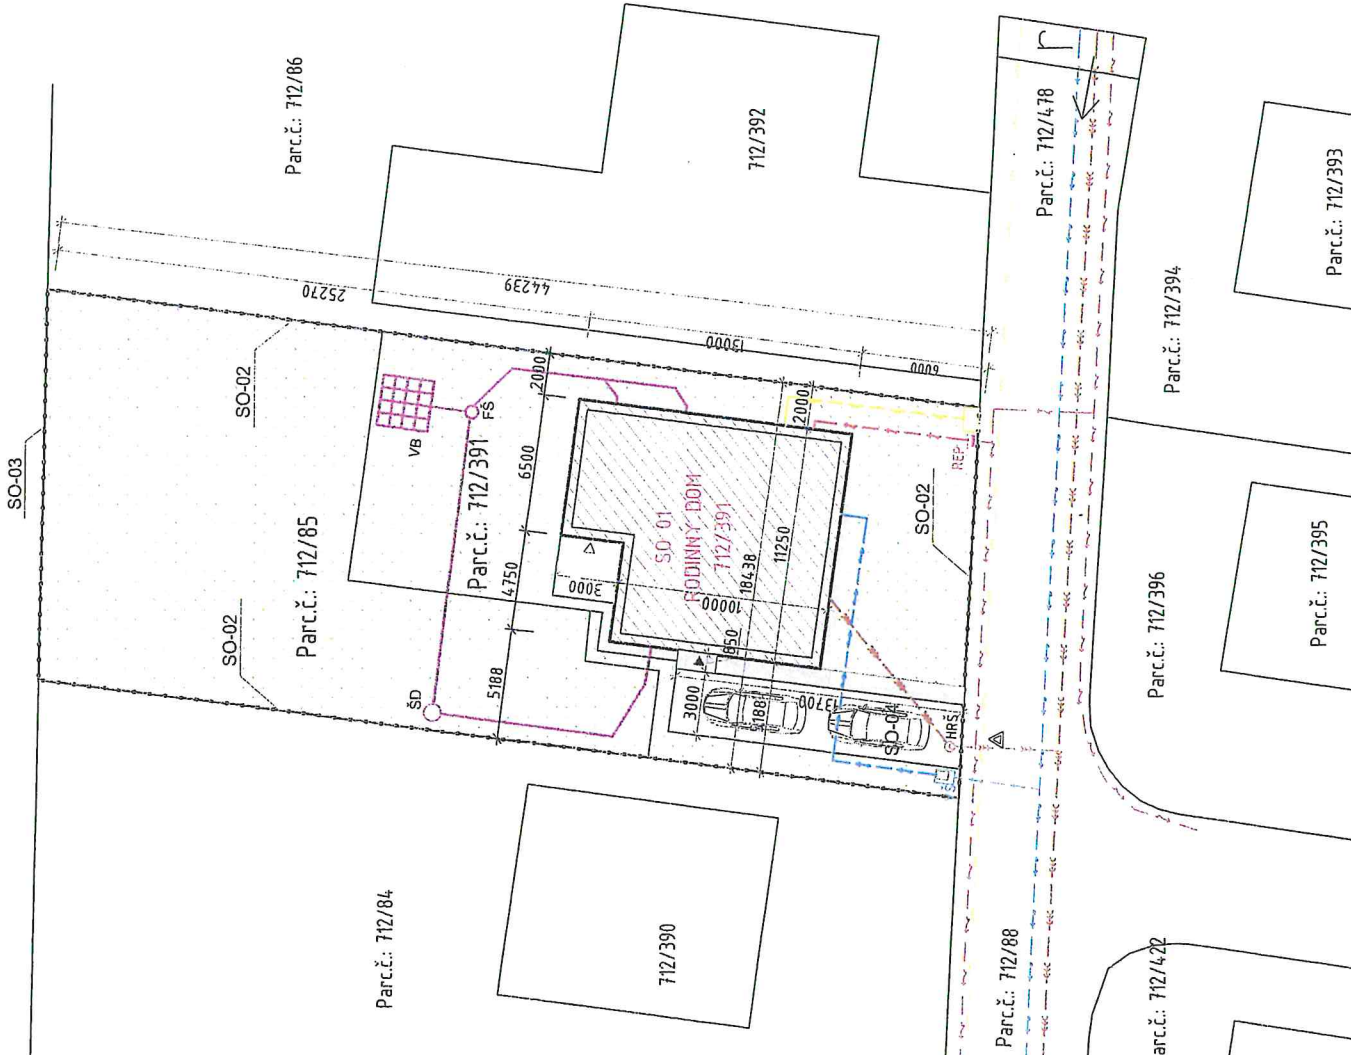 Parc.č.: 712/86
712/392
Parc.č.: 712/478
Parc.č.: 712/393
Parc.č.: 712/394
25270
44239
13000
6000
SO-02
SO-03
VB
FŠ
2000
2000
6500
Parc.č.: 712/391
Parc.č.: 712/85
4750
3000
SO 01
RODINNÝ DOM
712/391
10000
18438
11250
850
SO-02
REP
SO-02
ŠD
5188
3000
5188
13700
SO-04
HRŠ
VŠ
Parc.č.: 712/396
Parc.č.: 712/395
Parc.č.: 712/84
712/390
Parc.č.: 712/88
arc.č.: 712/422